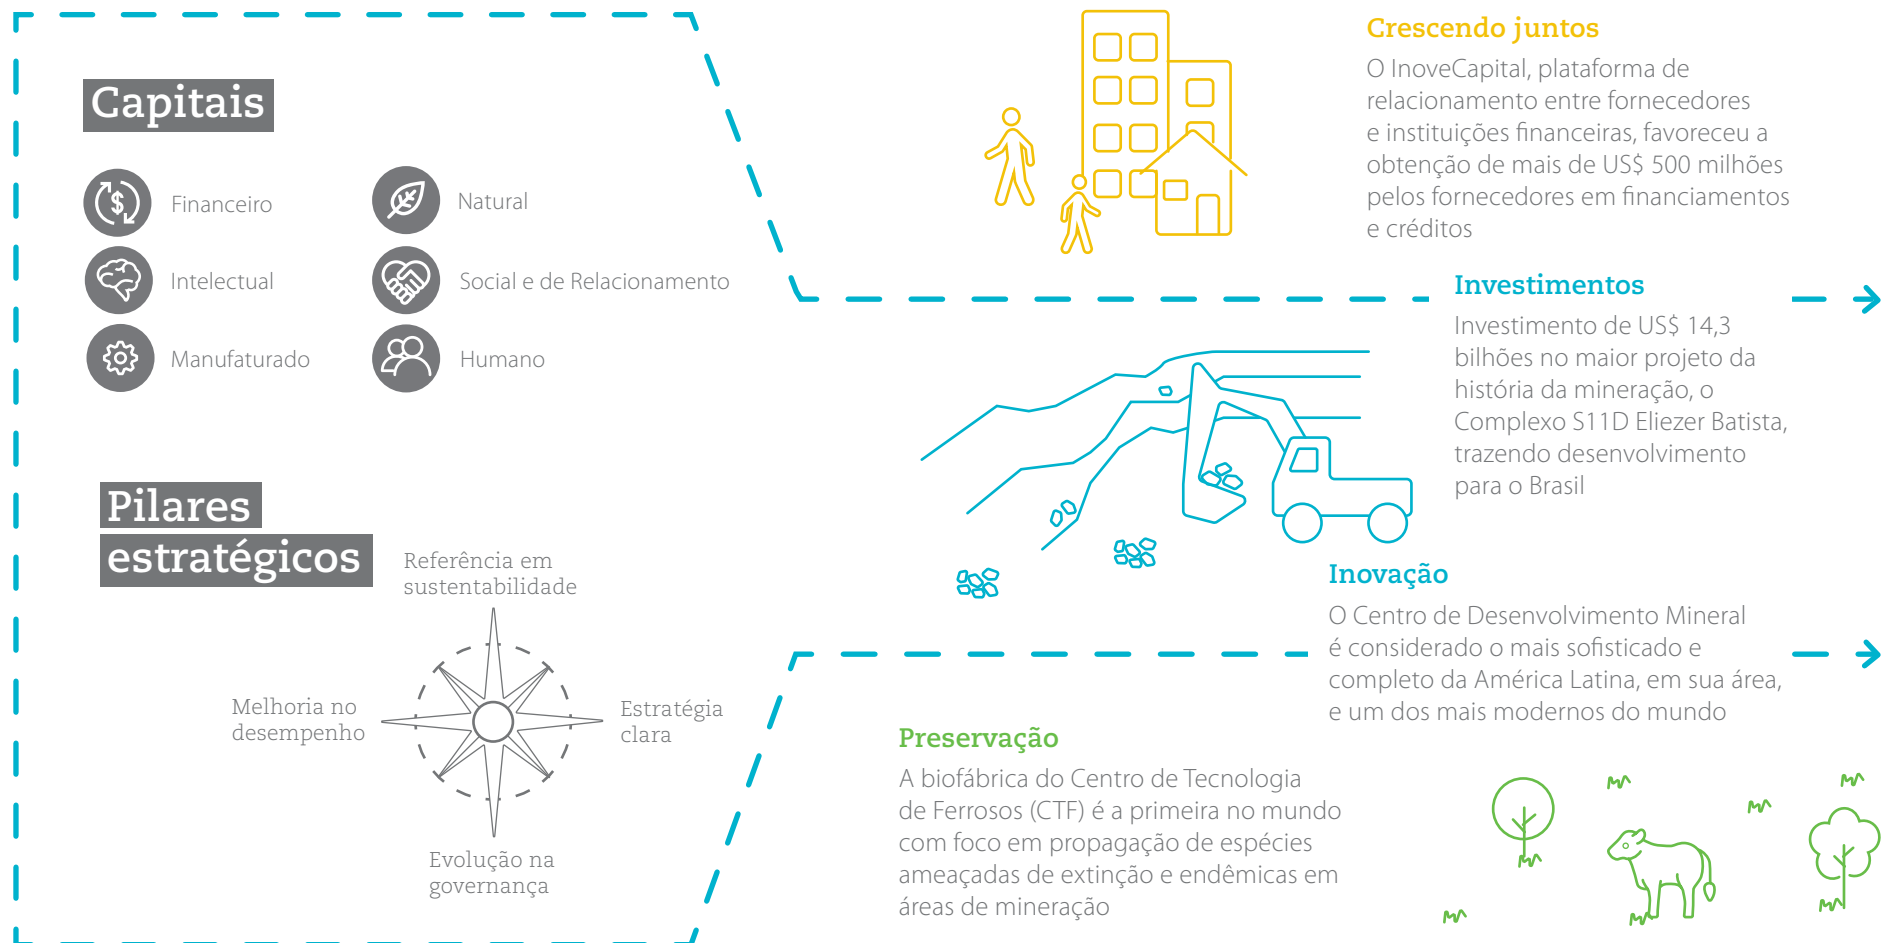 Capitais
Financeiro
Natural
Intelectual
Social e de Relacionamento
Manufaturado
Humano
Pilares
estratégicos
Referência em
sustentabilidade
Melhoria no
desempenho
Estratégia
clara
Evolução na
governança
Crescendo juntos
O InoveCapital, plataforma de
relacionamento entre fornecedores
e instituições financeiras, favoreceu a
obtenção de mais de US$ 500 milhões
pelos fornecedores em financiamentos
e créditos
Investimentos
Investimento de US$ 14,3
bilhões no maior projeto da
história da mineração, o
Complexo S11D Eliezer Batista,
trazendo desenvolvimento
para o Brasil
Inovação
O Centro de Desenvolvimento Mineral
é considerado o mais sofisticado e
completo da América Latina, em sua área,
e um dos mais modernos do mundo
Preservação
A biofábrica do Centro de Tecnologia
de Ferrosos (CTF) é a primeira no mundo
com foco em propagação de espécies
ameaçadas de extinção e endêmicas em
áreas de mineração